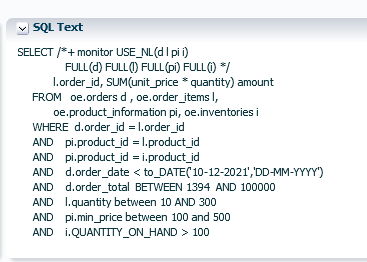 SQL Text
SELECT /*+ monitor USE_NL(d l pi i)
FULL(d) FULL(l) FULL(pi) FULL(i) */
l.order_id, SUM(unit_price * quantity) amount
FROM oe.orders d , oe.order_items l,
oe.product_information pi, oe.inventories i
WHERE d.order_id = l.order_id
AND pi.product_id = l.product_id
AND pi.product_id = i.product_id
AND d.order_date < to_DATE('10-12-2021','DD-MM-YYYY')
AND d.order_total BETWEEN 1394 AND 100000
AND l.quantity between 10 AND 300
AND pi.min_price between 100 and 500
AND i.QUANTITY_ON_HAND > 100